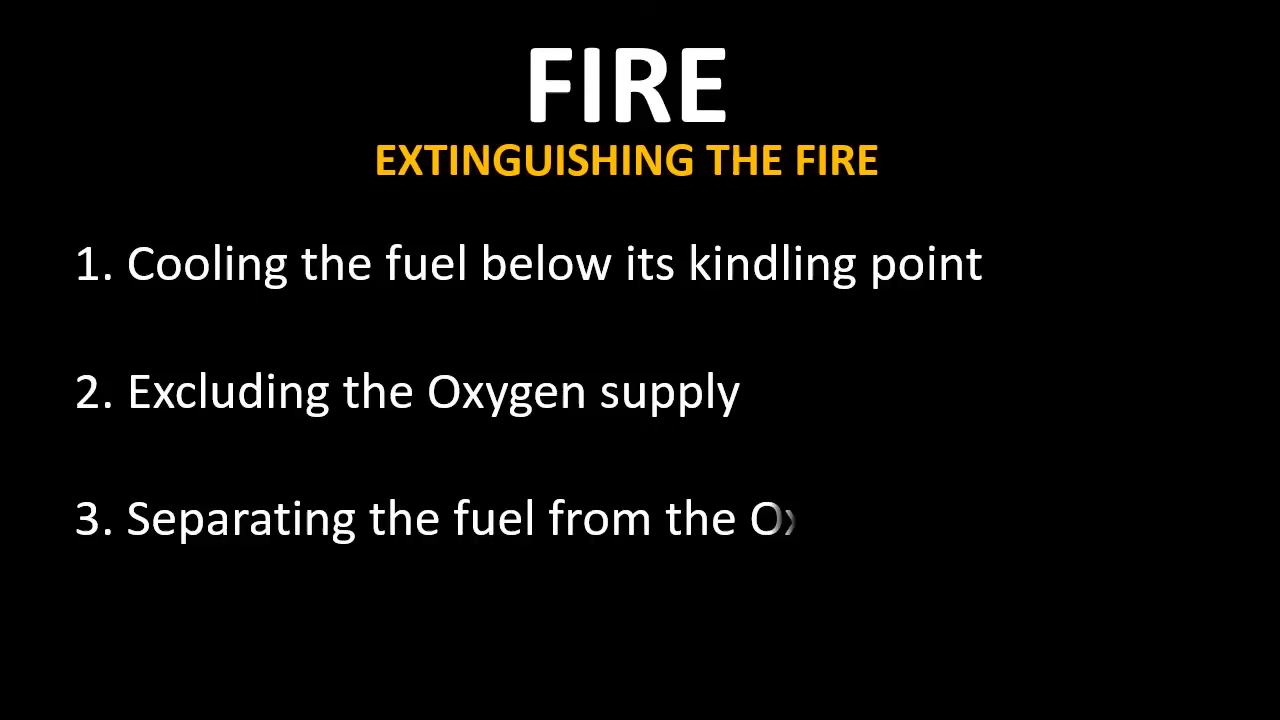 FIRE
EXTINGUISHING THE FIRE
1. Cooling the fuel below its kindling point
2. Excluding the Oxygen supply
3. Separating the fuel from the Ox